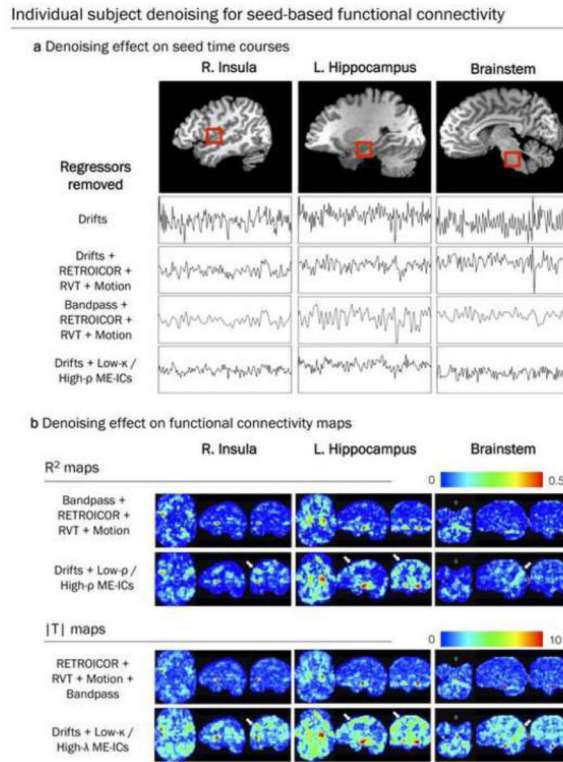 Individual subject denoising for seed-based functional connectivity
a Denoising effect on seed time courses
R. Insula
L. Hippocampus
Brainstem
Regressors
removed
Drifts
Drifts +
RETROICOR +
RVT + Motion
Bandpass +
RETROICOR +
RVT + Motion
Drifts + Low-κ /
High-ρ ME-ICs
b Denoising effect on functional connectivity maps
R. Insula
L. Hippocampus
Brainstem
R² maps
0
0.5
Bandpass +
RETROICOR +
RVT + Motion
Drifts + Low-ρ /
High-ρ ME-ICs
|T| maps
0
10
RETROICOR +
RVT + Motion +
Bandpass
Drifts + Low-κ /
High-λ ME-ICs